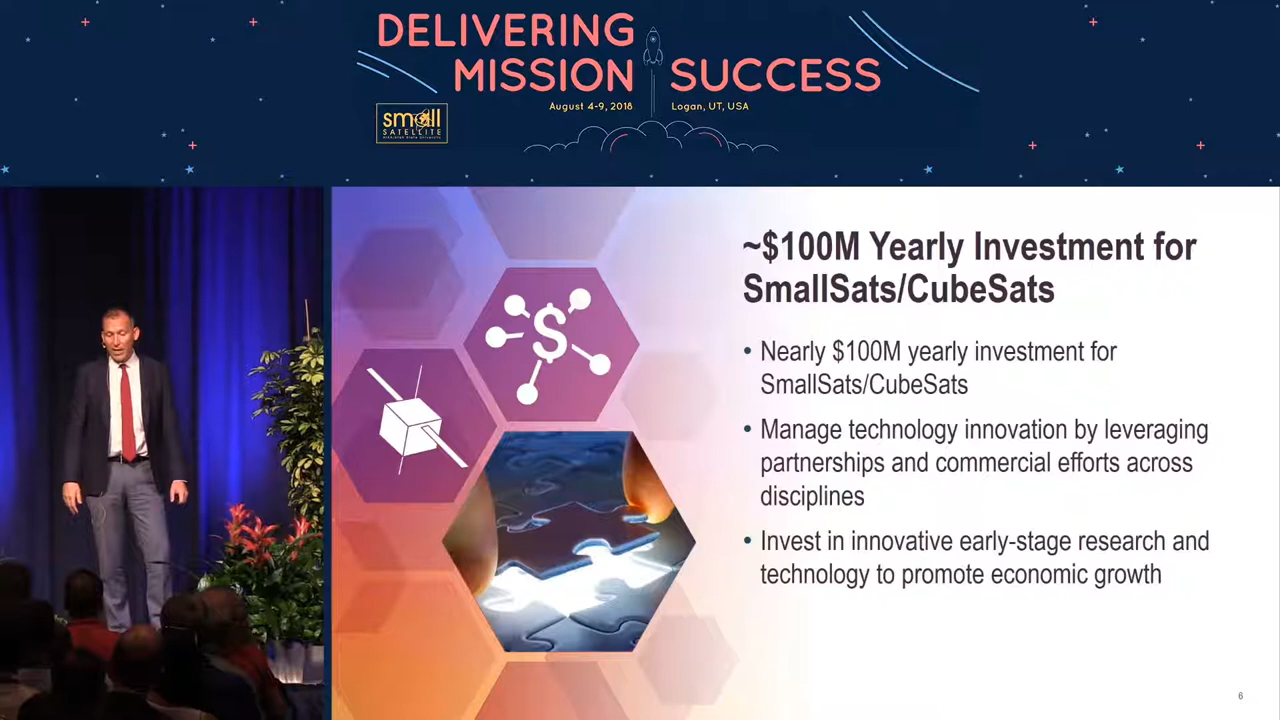 DELIVERING
MISSION SUCCESS
August 4-9, 2018 Logan, UT, USA
small
SATELLITE
~$100M Yearly Investment for
SmallSats/CubeSats
• Nearly $100M yearly investment for
SmallSats/CubeSats
• Manage technology innovation by leveraging
partnerships and commercial efforts across
disciplines
• Invest in innovative early-stage research and
technology to promote economic growth
$
6